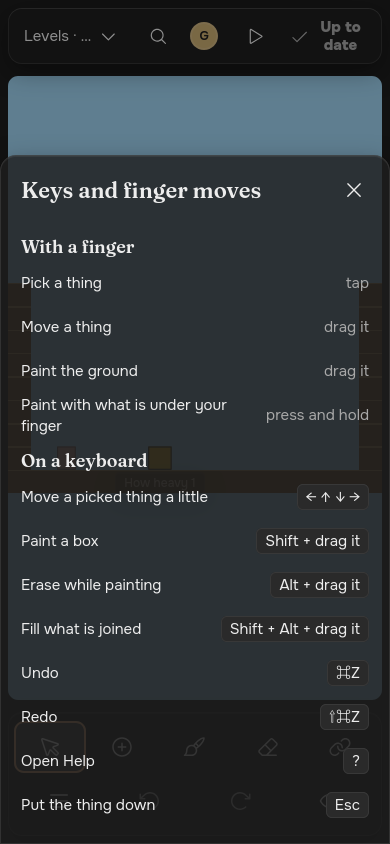 Levels · ...
G
Up to
date
Keys and finger moves
With a finger
Pick a thing tap
Move a thing drag it
Paint the ground drag it
Paint with what is under your
finger press and hold
On a keyboard
How heavy 1
Move a picked thing a little ← ↑ ↓ →
Paint a box Shift + drag it
Erase while painting Alt + drag it
Fill what is joined Shift + Alt + drag it
Undo ⌘Z
Redo ⇧⌘Z
Open Help ?
Put the thing down Esc